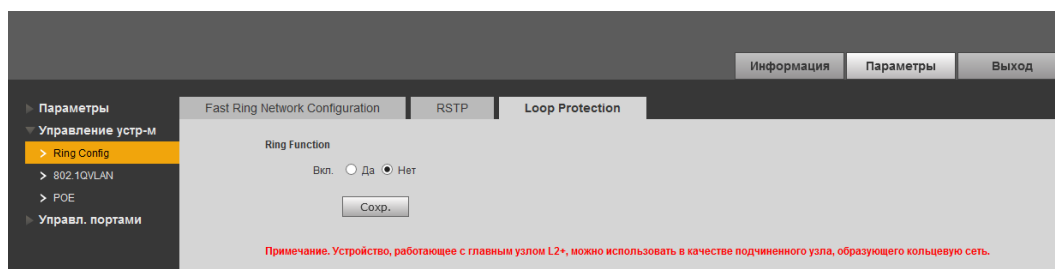 Информация Параметры Выход
Параметры
Управление устр-м
Ring Config
802.1QVLAN
POE
Управл. портами
Fast Ring Network Configuration RSTP Loop Protection
Ring Function
Вкл. Да Нет
Сохр.
Примечание. Устройство, работающее с главным узлом L2+, можно использовать в качестве подчиненного узла, образующего кольцевую сеть.